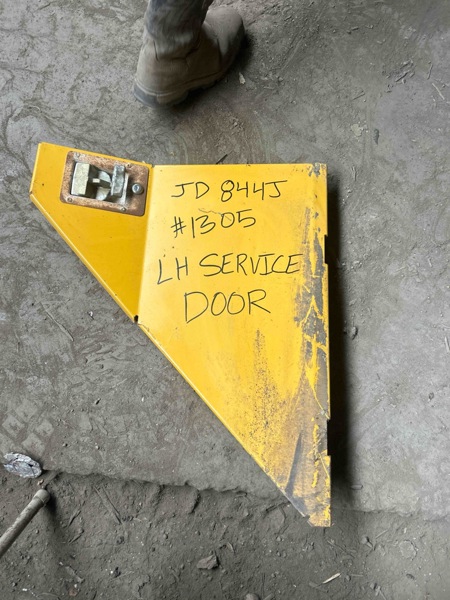 JD 844J
#1305
LH SERVICE
DOOR